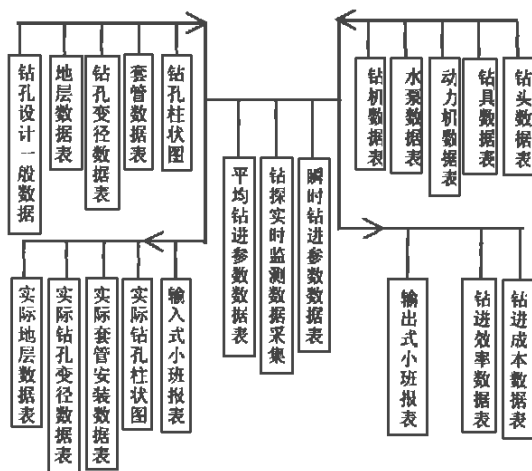 钻孔设计一般数据
地层数据表
钻孔变径数据表
套管数据表
钻孔柱状图
钻机数据表
水泵数据表
动力机数据表
钻具数据表
钻头数据表
平均钻进参数数据表
钻探实时监测数据采集
瞬时钻进参数数据表
实际地层数据表
实际钻孔变径数据表
实际套管安装数据表
实际钻孔柱状图
输入式小班报表
输出式小班报表
钻进效率数据表
钻进成本数据表